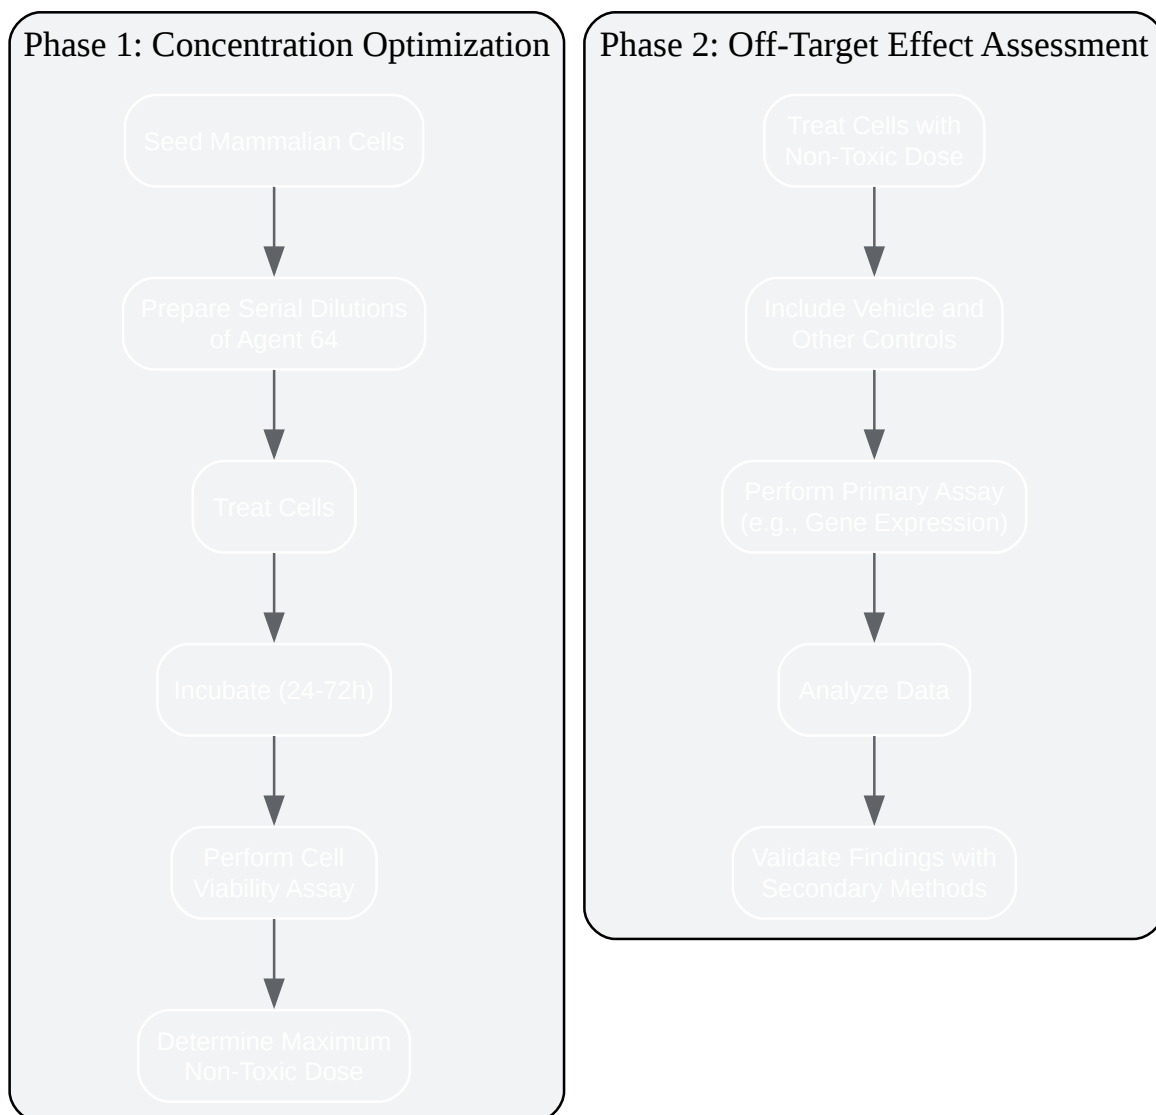 Phase 1: Concentration Optimization
Seed Mammalian Cells
Prepare Serial Dilutions
of Agent 64
Treat Cells
Incubate (24-72h)
Perform Cell
Viability Assay
Determine Maximum
Non-Toxic Dose
Phase 2: Off-Target Effect Assessment
Treat Cells with
Non-Toxic Dose
Include Vehicle and
Other Controls
Perform Primary Assay
(e.g., Gene Expression)
Analyze Data
Validate Findings with
Secondary Methods